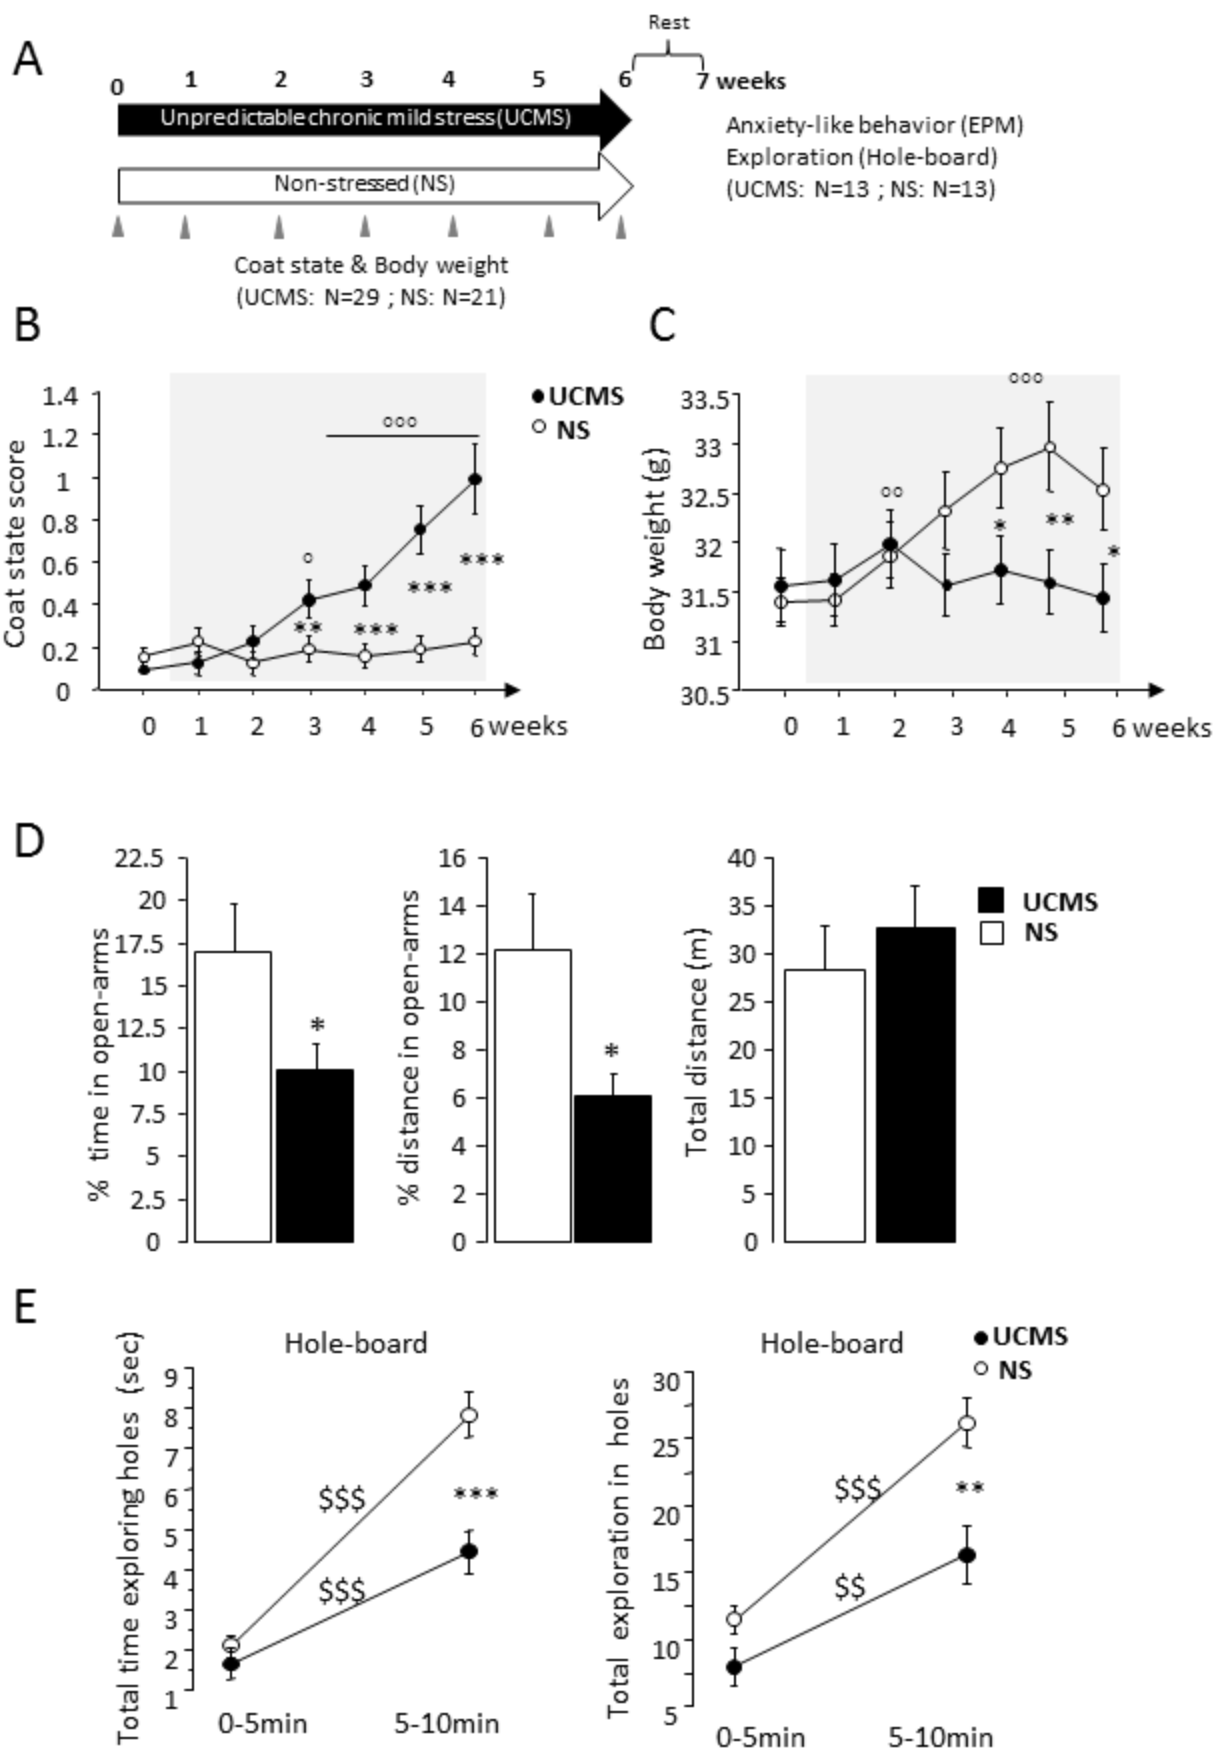 A
Rest
0 1 2 3 4 5 6 7 weeks
Unpredictable chronic mild stress (UCMS)
Non-stressed (NS)
Anxiety-like behavior (EPM)
Exploration (Hole-board)
(UCMS: N=13 ; NS: N=13)
Coat state & Body weight
(UCMS: N=29 ; NS: N=21)
B
Coat state score
1.4
1.2
1
0.8
0.6
0.4
0.2
0
°°°
°
**
***
***
***
UCMS
NS
0 1 2 3 4 5 6 weeks
C
Body weight (g)
33.5
33
32.5
32
31.5
31
30.5
°°°
°°
*
**
*
0 1 2 3 4 5 6 weeks
D
% time in open-arms
22.5
20
17.5
15
12.5
10
7.5
5
2.5
0
*
% distance in open-arms
16
14
12
10
8
6
4
2
0
*
Total distance (m)
40
35
30
25
20
15
10
5
0
UCMS
NS
E
Hole-board
Total time exploring holes (sec)
9
8
7
6
5
4
3
2
1
$$$
$$$
***
0-5min 5-10min
Hole-board
Total exploration in holes
30
25
20
15
10
5
$$$
$$
**
0-5min 5-10min
UCMS
NS